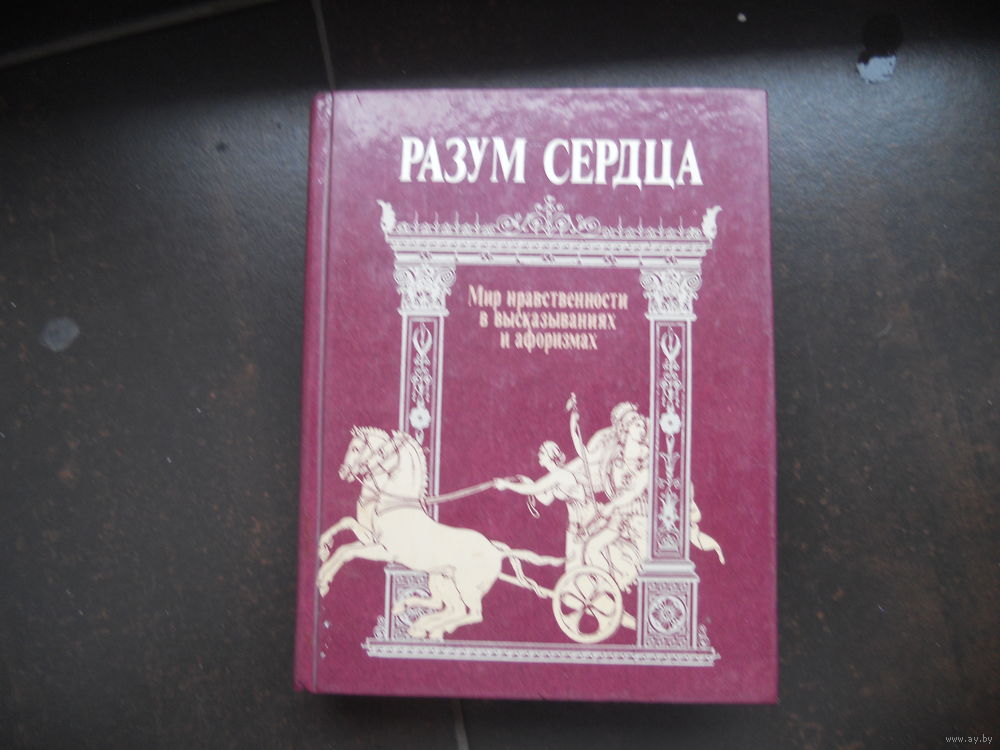 РАЗУМ СЕРДЦА
Мир нравственности
в высказываниях
и афоризмах
www.ay.by